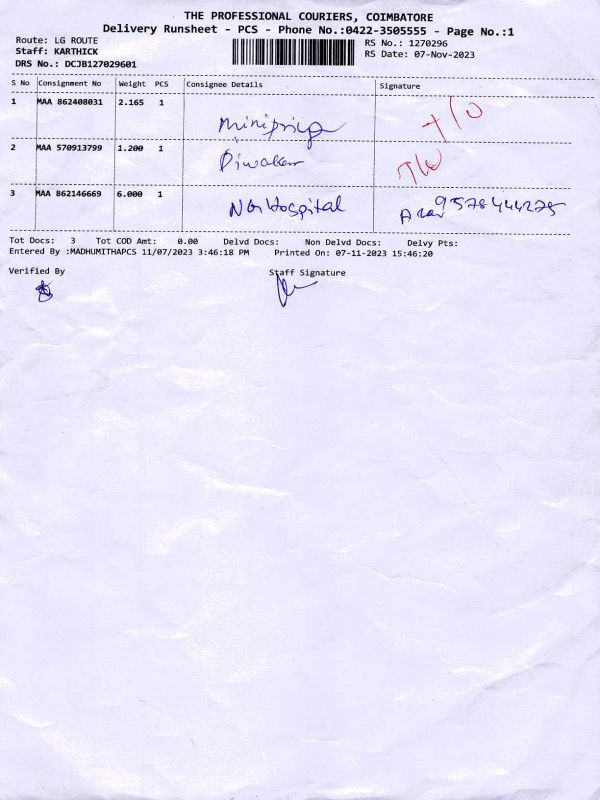 THE PROFESSIONAL COURIERS, COIMBATORE
Delivery Runsheet - PCS - Phone No.:0422-3505555 - Page No.:1
Route: LG ROUTE
Staff: KARTHICK
DRS No.: DCJB127029601
RS No.: 1270296
RS Date: 07-Nov-2023
S No Consignment No Weight PCS Consignee Details Signature
1 MAA 862408031 2.165 1
2 MAA 570913799 1.200 1 Diwakar
3 MAA 862146669 6.000 1 Hospital 9578444275
Tot Docs: 3 Tot COD Amt: 0.00 Delvd Docs: Non Delvd Docs: Delvy Pts:
Entered By :MADHUMITHAPCS 11/07/2023 3:46:18 PM Printed On: 07-11-2023 15:46:20
Verified By Staff Signature